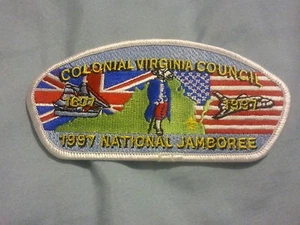 COLONIAL VIRGINIA COUNCIL
1607 1997
1997 NATIONAL JAMBOREE